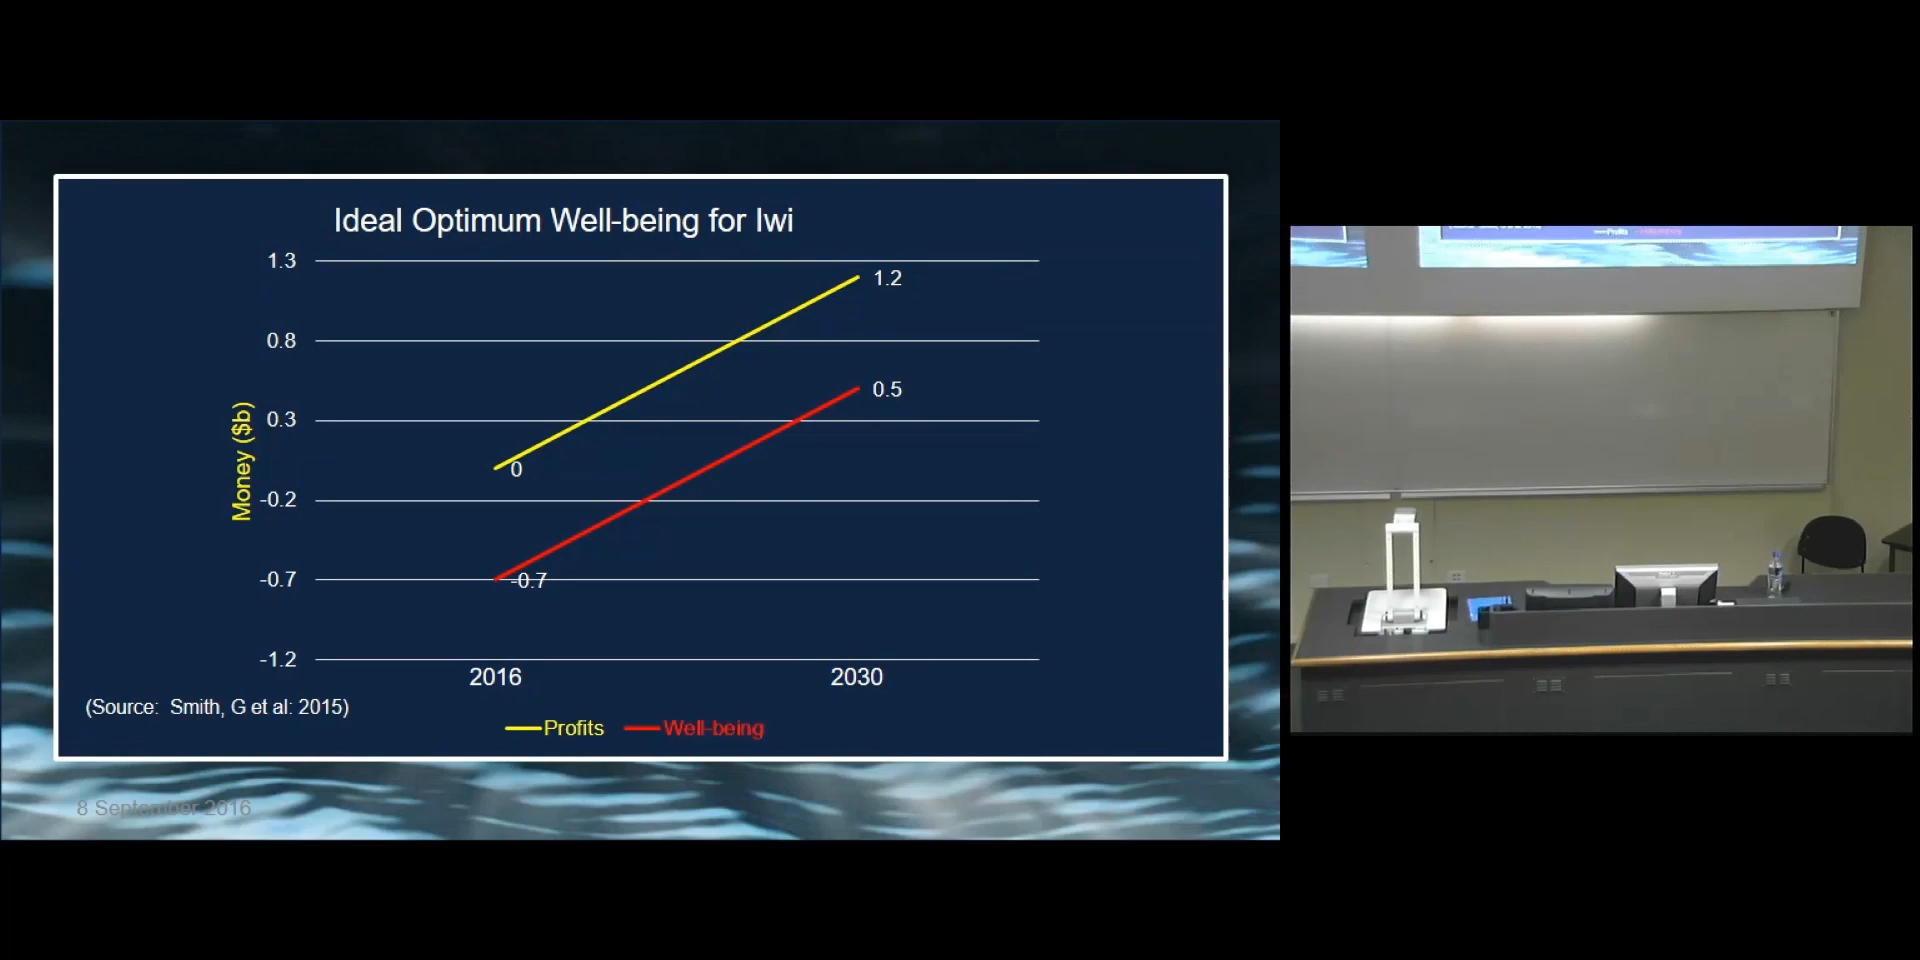 Ideal Optimum Well-being for Iwi
1.3
0.8
0.3
-0.2
-0.7
-1.2
Money ($b)
1.2
0.5
0
-0.7
2016 2030
(Source: Smith, G et al: 2015)
Profits Well-being
8 September 2016
Profits